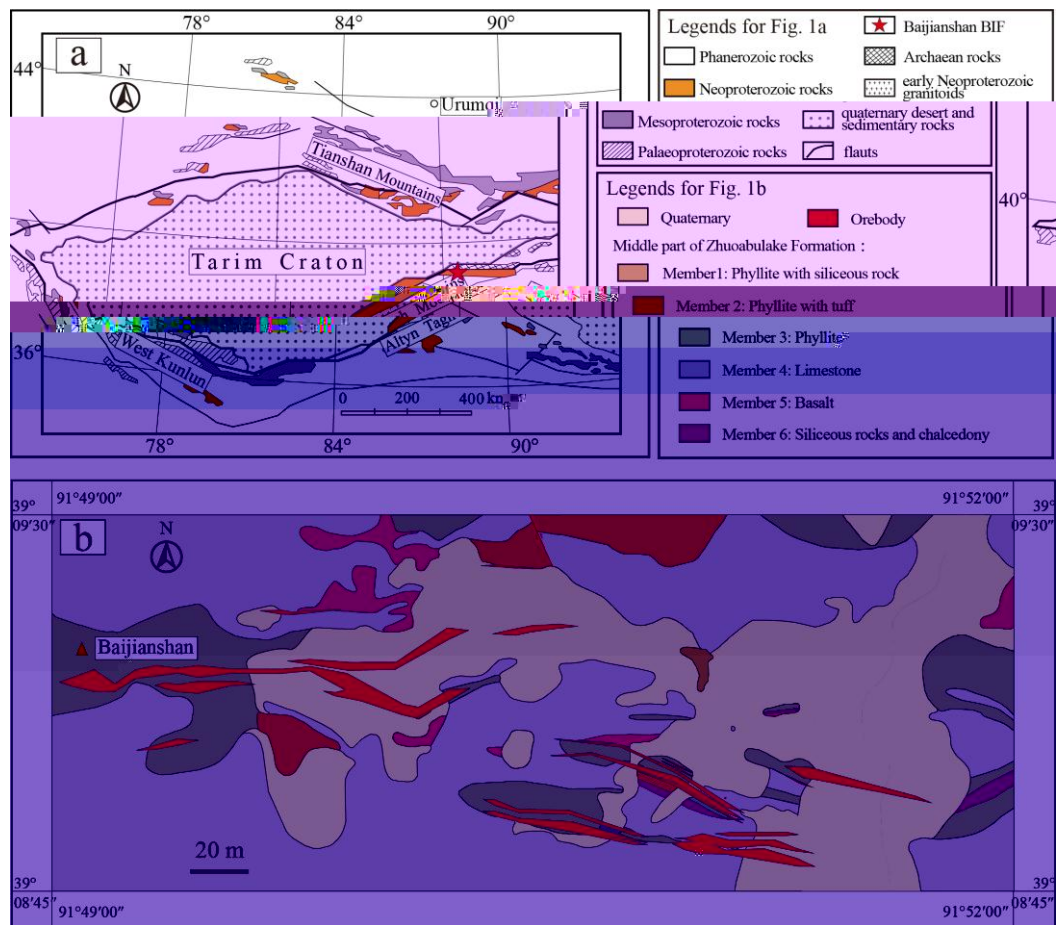 78°
84°
90°
44°
a
N
Urumqi
Tianshan Mountains
Tarim Craton
Altyn Tagh
36°
West Kunlun
0 200 400 km
78°
84°
90°
Legends for Fig. 1a
Baijianshan BIF
Phanerozoic rocks
Archaean rocks
Neoproterozoic rocks
early Neoproterozoic
granitoids
Mesoproterozoic rocks
quaternary desert and
sedimentary rocks
Palaeoproterozoic rocks
flauts
40°
Legends for Fig. 1b
Quaternary
Orebody
Middle part of Zhuoabulake Formation :
Member1: Phyllite with siliceous rock
Member 2: Phyllite with tuff
Member 3: Phyllite
Member 4: Limestone
Member 5: Basalt
Member 6: Siliceous rocks and chalcedony
91°49′00″
91°52′00″
39°
09′30″
39°
09′30″
b
N
Baijianshan
20 m
39°
08′45″
39°
08′45″
91°49′00″
91°52′00″